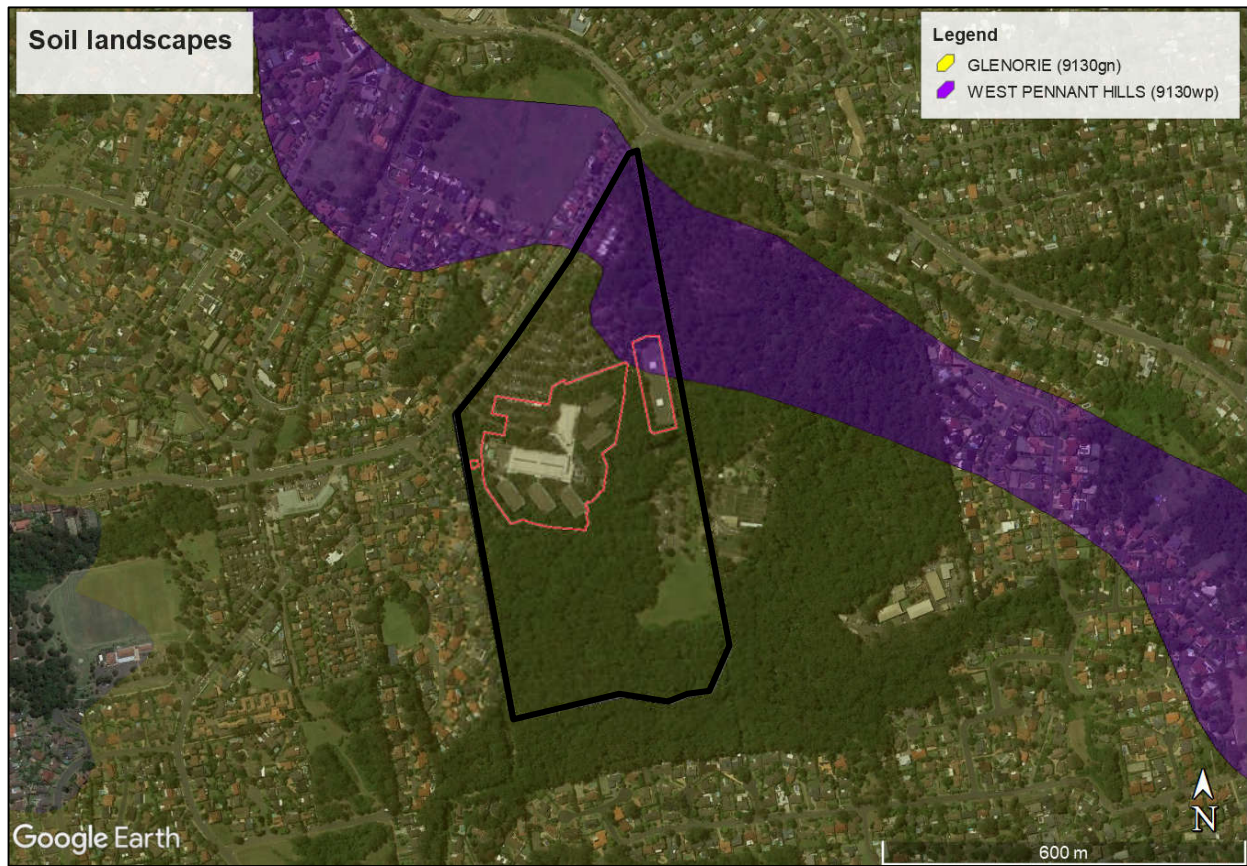 Soil landscapes
Legend
GLENORIE (9130gn)
WEST PENNANT HILLS (9130wp)
Google Earth
N
600 m